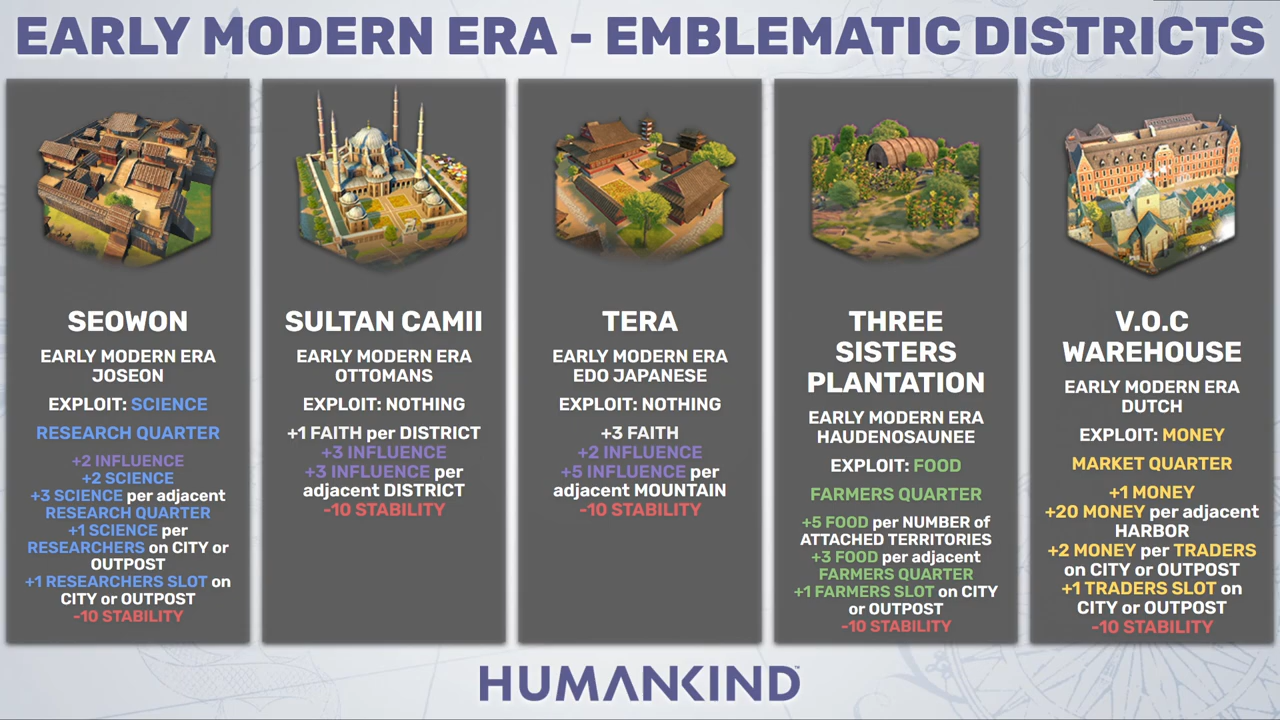 EARLY MODERN ERA - EMBLEMATIC DISTRICTS
SEOWON
EARLY MODERN ERA
JOSEON
EXPLOIT: SCIENCE
RESEARCH QUARTER
+2 INFLUENCE
+2 SCIENCE
+3 SCIENCE per adjacent
RESEARCH QUARTER
+1 SCIENCE per
RESEARCHERS on CITY or
OUTPOST
+1 RESEARCHERS SLOT on
CITY or OUTPOST
-10 STABILITY
SULTAN CAMII
EARLY MODERN ERA
OTTOMANS
EXPLOIT: NOTHING
+1 FAITH per DISTRICT
+3 INFLUENCE
+3 INFLUENCE per
adjacent DISTRICT
-10 STABILITY
TERA
EARLY MODERN ERA
EDO JAPANESE
EXPLOIT: NOTHING
+3 FAITH
+2 INFLUENCE
+5 INFLUENCE per
adjacent MOUNTAIN
-10 STABILITY
THREE
SISTERS
PLANTATION
EARLY MODERN ERA
HAUDENOSAUNEE
EXPLOIT: FOOD
FARMERS QUARTER
+5 FOOD per NUMBER of
ATTACHED TERRITORIES
+3 FOOD per adjacent
FARMERS QUARTER
+1 FARMERS SLOT on CITY
or OUTPOST
-10 STABILITY
V.O.C
WAREHOUSE
EARLY MODERN ERA
DUTCH
EXPLOIT: MONEY
MARKET QUARTER
+1 MONEY
+20 MONEY per adjacent
HARBOR
+2 MONEY per TRADERS
on CITY or OUTPOST
+1 TRADERS SLOT on
CITY or OUTPOST
-10 STABILITY
HUMANKIND™